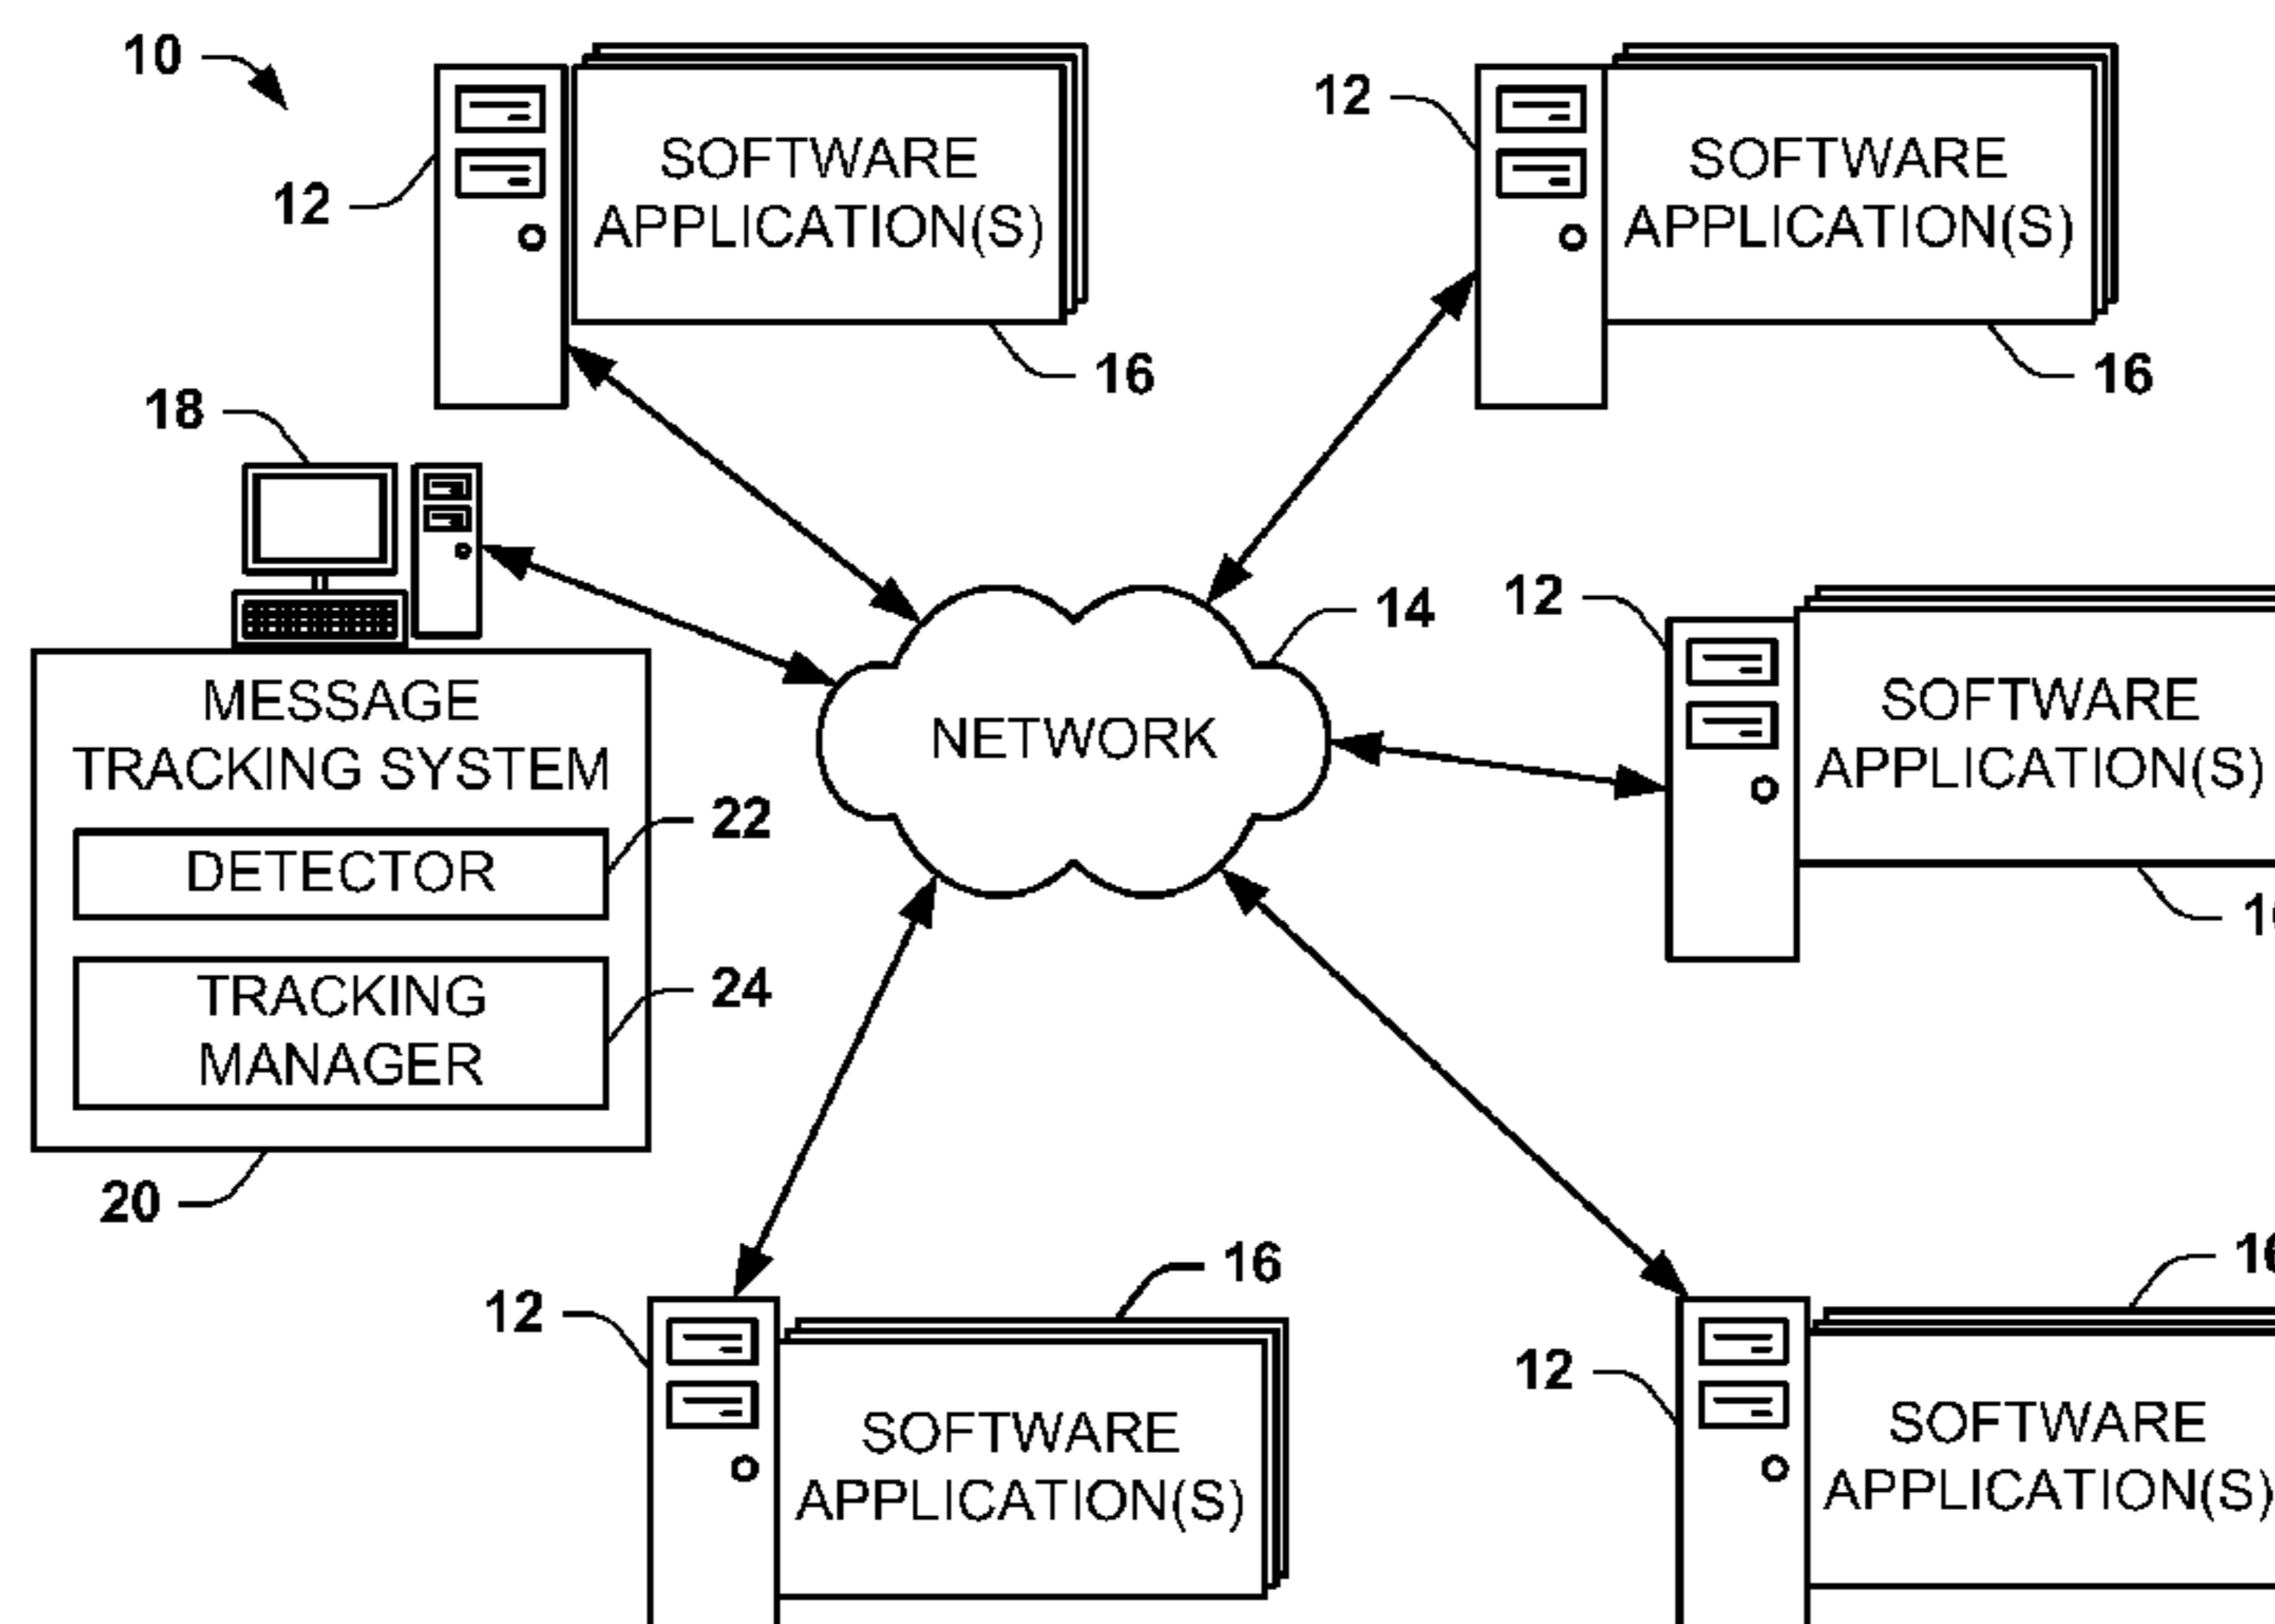 10
12
SOFTWARE
APPLICATION(S)
16
12
SOFTWARE
APPLICATION(S)
16
18
MESSAGE
TRACKING SYSTEM
DETECTOR
22
TRACKING
MANAGER
24
20
NETWORK
14
12
SOFTWARE
APPLICATION(S)
12
16
SOFTWARE
APPLICATION(S)
12
SOFTWARE
APPLICATION(S)